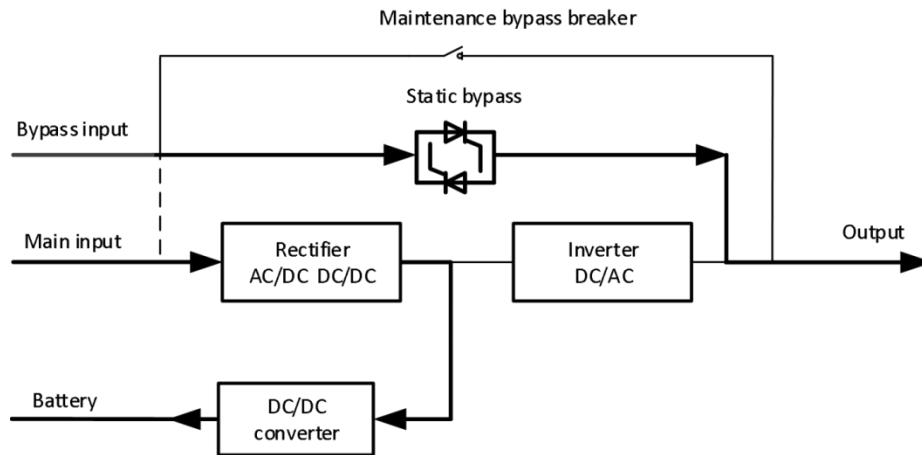 Maintenance bypass breaker
Static bypass
Bypass input
Main input
Rectifier
AC/DC DC/DC
Inverter
DC/AC
Output
Battery
DC/DC
converter